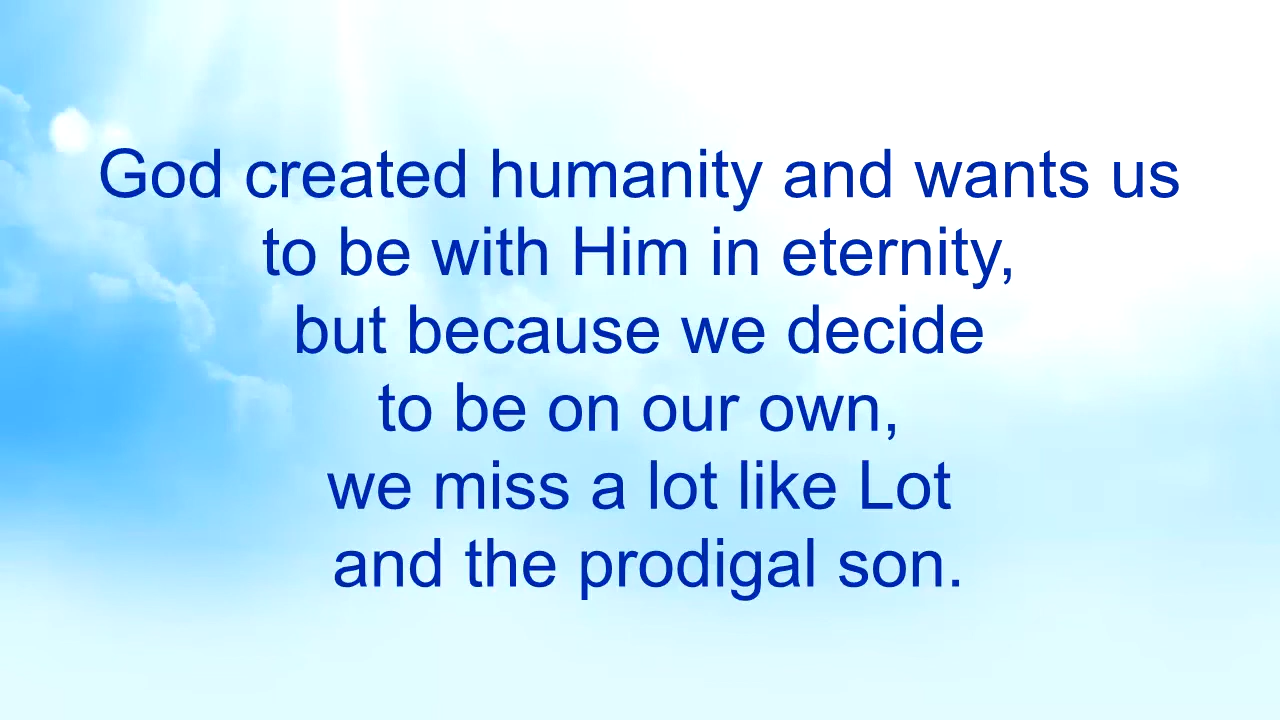 God created humanity and wants us
to be with Him in eternity,
but because we decide
to be on our own,
we miss a lot like Lot
and the prodigal son.